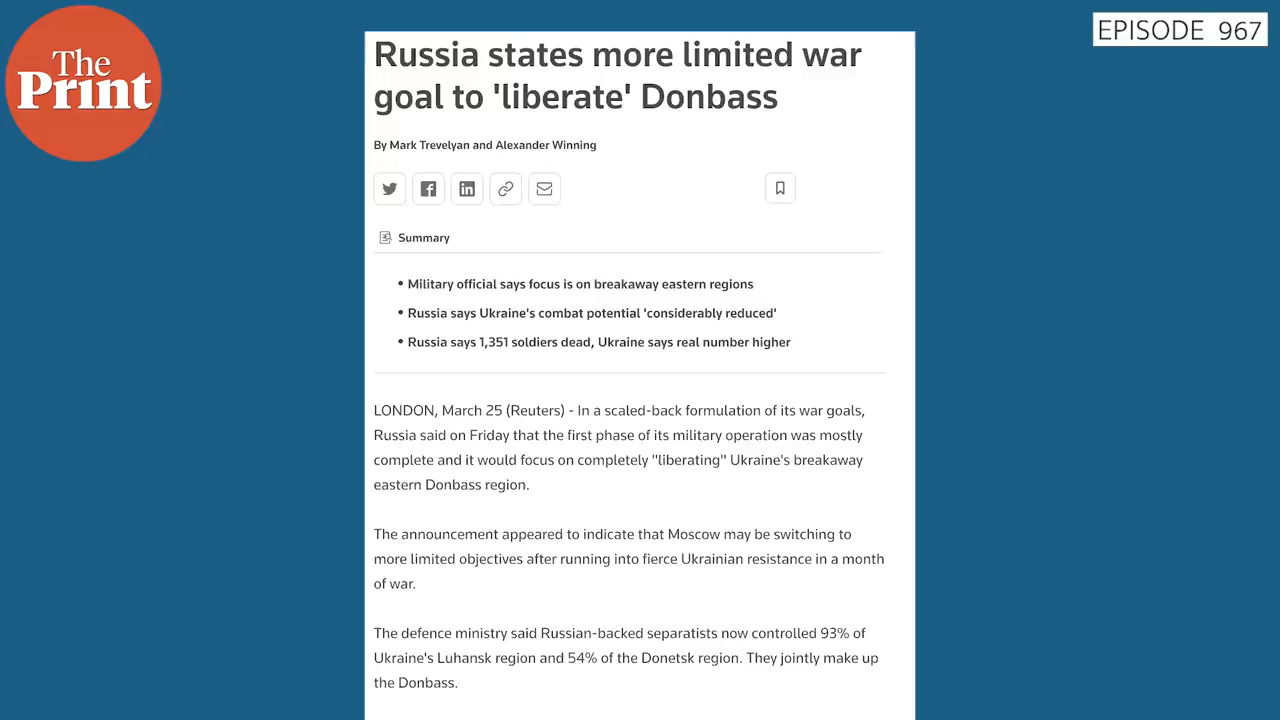 The
Print
EPISODE 967
Russia states more limited war
goal to 'liberate' Donbass
By Mark Trevelyan and Alexander Winning
Summary
• Military official says focus is on breakaway eastern regions
• Russia says Ukraine's combat potential 'considerably reduced'
• Russia says 1,351 soldiers dead, Ukraine says real number higher
LONDON, March 25 (Reuters) - In a scaled-back formulation of its war goals,
Russia said on Friday that the first phase of its military operation was mostly
complete and it would focus on completely "liberating" Ukraine's breakaway
eastern Donbass region.
The announcement appeared to indicate that Moscow may be switching to
more limited objectives after running into fierce Ukrainian resistance in a month
of war.
The defence ministry said Russian-backed separatists now controlled 93% of
Ukraine's Luhansk region and 54% of the Donetsk region. They jointly make up
the Donbass.